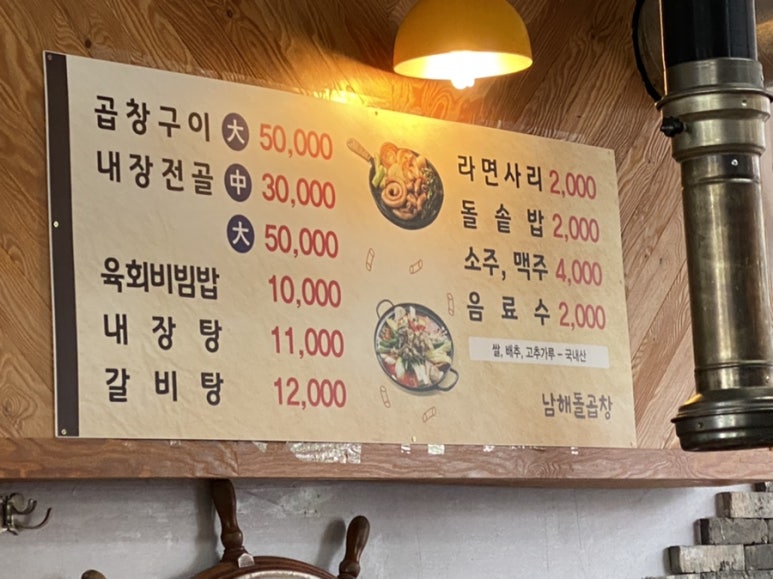 곱창구이 大 50,000
내장전골 中 30,000
大 50,000
육회비빔밥 10,000
내장탕 11,000
갈비탕 12,000
라면사리 2,000
돌솥밥 2,000
소주, 맥주 4,000
음료수 2,000
쌀, 배추, 고추가루 - 국내산
남해돌곱창